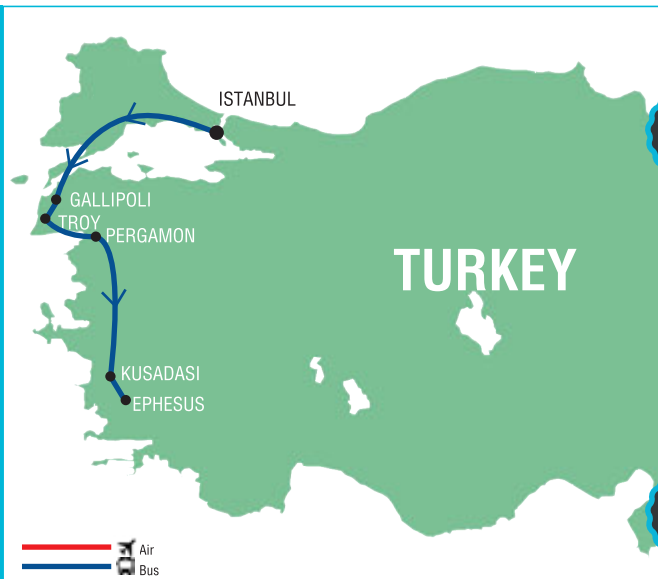 ISTANBUL
GALLIPOLI
TROY
PERGAMON
TURKEY
KUSADASI
EPHESUS
Air
Bus